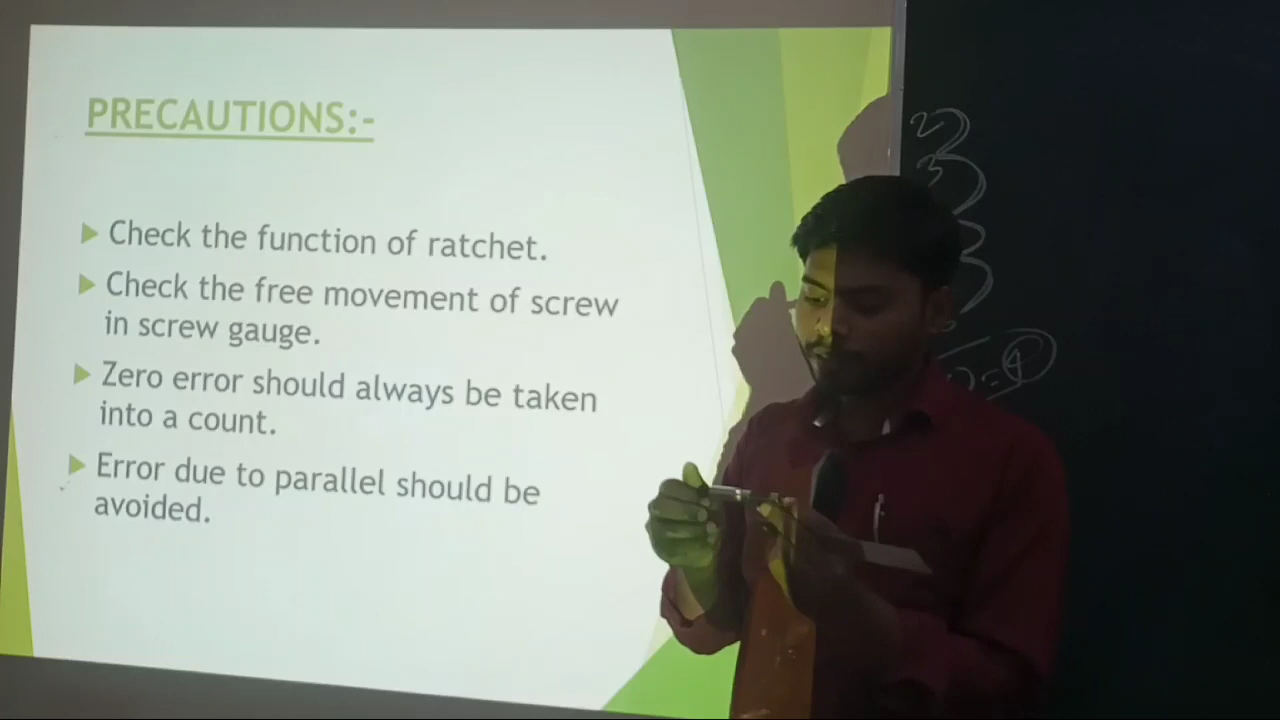 PRECAUTIONS:-
Check the function of ratchet.
Check the free movement of screw
in screw gauge.
Zero error should always be taken
into a count.
Error due to parallel should be
avoided.